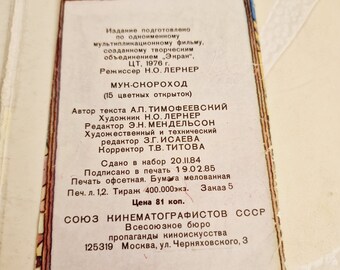 Издание подготовлено
по одноименному
мультипликационному фильму,
созданному творческим
объединением „Экран".
ЦТ, 1976 г.
Режиссер Н.О. ЛЕРНЕР
МУК-СКОРОХОД
(15 цветных открыток)
Автор текста А.П. ТИМОФЕЕВСКИЙ
Художник Н.О. ЛЕРНЕР
Редактор Э.Н. МЕНДЕЛЬСОН
Художественный и технический
редактор З.Г. ИСАЕВА
Корректор Т.В. ТИТОВА
Сдано в набор 20.11.84
Подписано в печать 19.02.85
Печать офсетная. Бумага мелованная
Печ. л. 1,2. Тираж 400.000экз. Заказ 5
Цена 81 коп.
СОЮЗ КИНЕМАТОГРАФИСТОВ СССР
Всесоюзное бюро
пропаганды киноискусства
125319 Москва, ул. Черняховского, 3